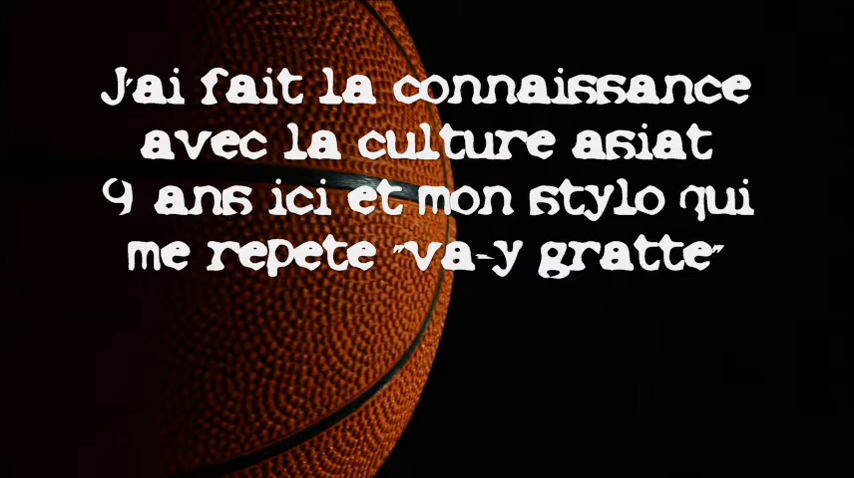 J'ai fait la connaissance
avec la culture asiat
9 ans ici et mon stylo qui
me repete "va-y gratte"